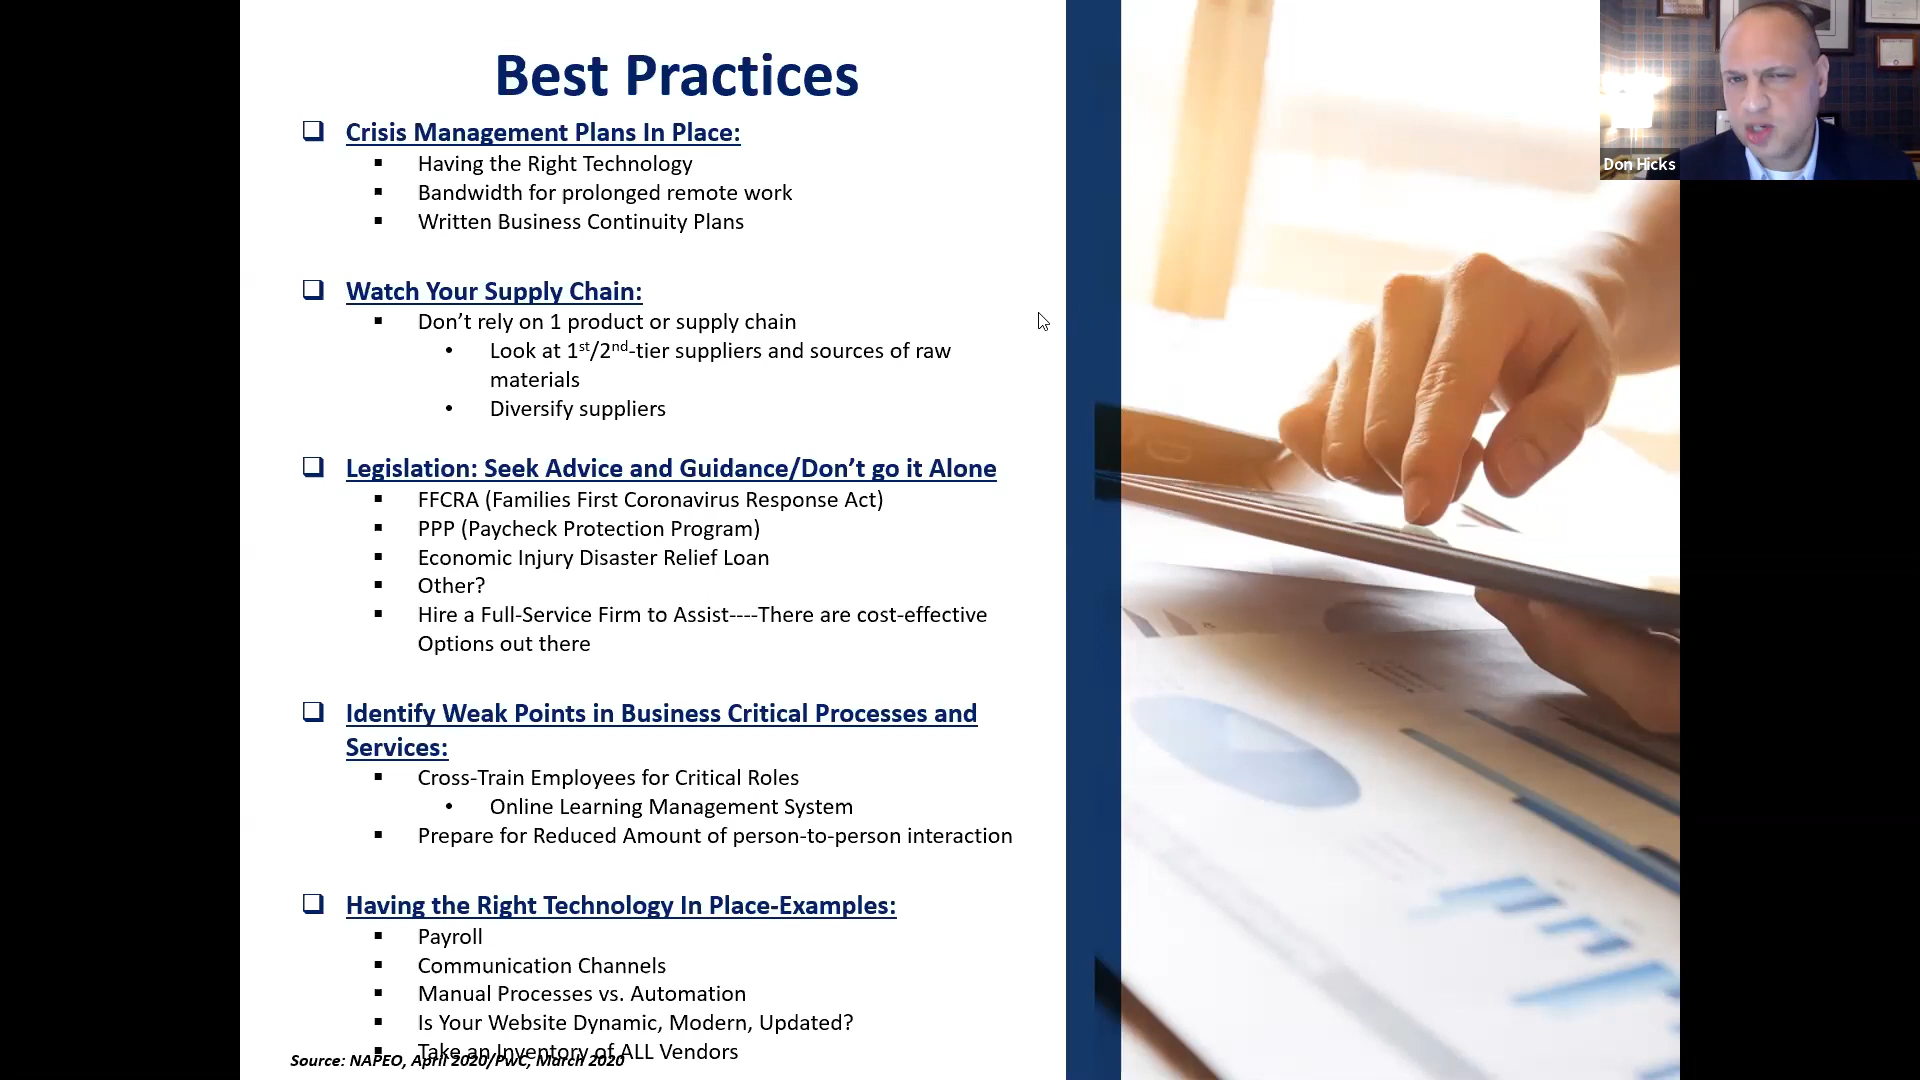 Best Practices
Crisis Management Plans In Place:
Having the Right Technology
Bandwidth for prolonged remote work
Written Business Continuity Plans
Watch Your Supply Chain:
Don’t rely on 1 product or supply chain
Look at 1st/2nd-tier suppliers and sources of raw
materials
Diversify suppliers
Legislation: Seek Advice and Guidance/Don’t go it Alone
FFCRA (Families First Coronavirus Response Act)
PPP (Paycheck Protection Program)
Economic Injury Disaster Relief Loan
Other?
Hire a Full-Service Firm to Assist----There are cost-effective
Options out there
Identify Weak Points in Business Critical Processes and
Services:
Cross-Train Employees for Critical Roles
Online Learning Management System
Prepare for Reduced Amount of person-to-person interaction
Having the Right Technology In Place-Examples:
Payroll
Communication Channels
Manual Processes vs. Automation
Is Your Website Dynamic, Modern, Updated?
Take an Inventory of ALL Vendors
Source: NAPEO, April 2020/PwC, March 2020
Don Hicks